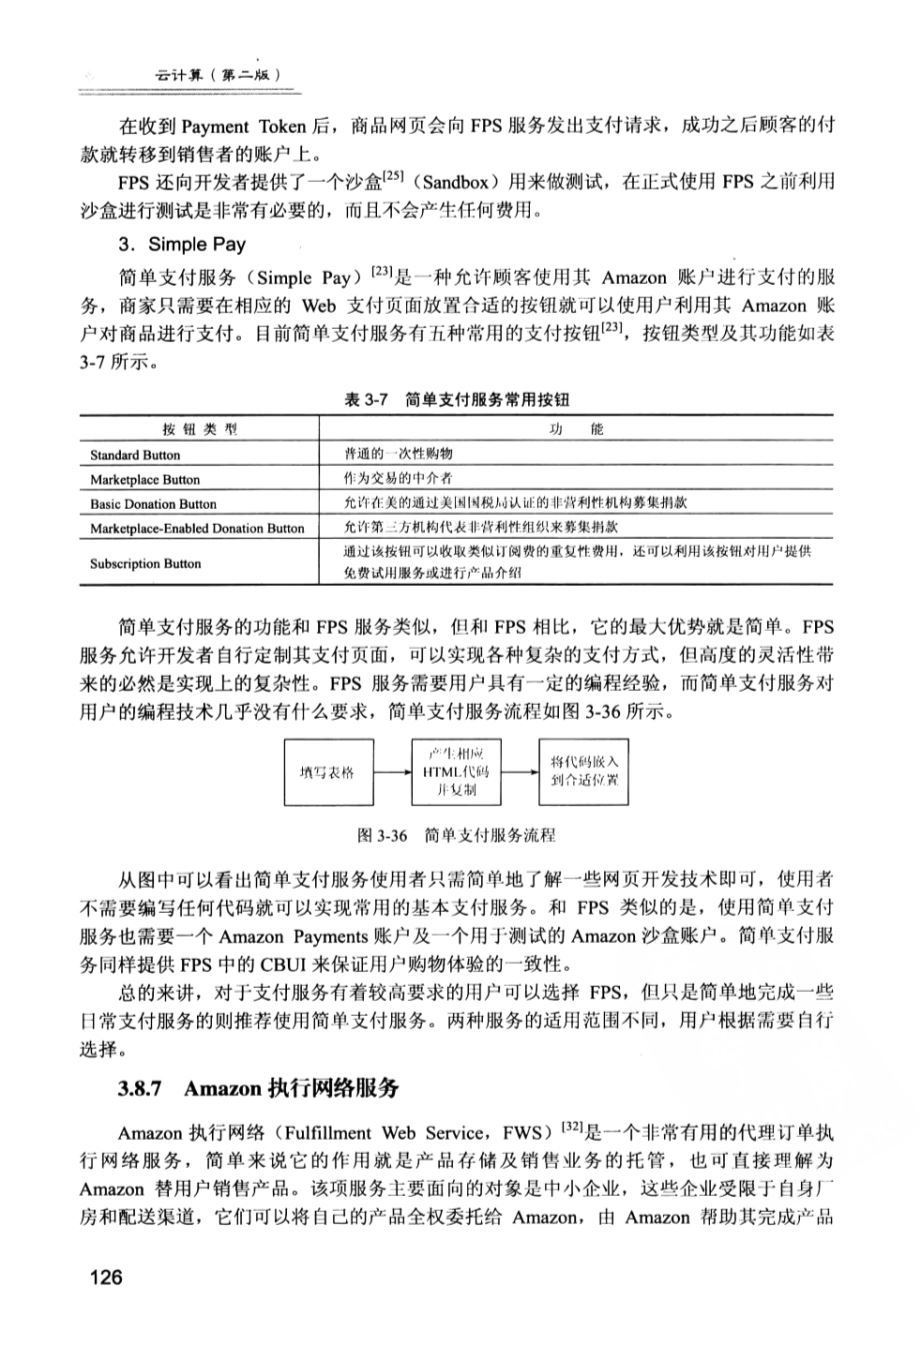 云计算（第二版）
在收到 Payment Token 后，商品网页会向 FPS 服务发出支付请求，成功之后顾客的付
款就转移到销售者的账户上。
FPS 还向开发者提供了一个沙盒[25]（Sandbox）用来做测试，在正式使用 FPS 之前利用
沙盒进行测试是非常有必要的，而且不会产生任何费用。
3．Simple Pay
简单支付服务（Simple Pay）[23]是一种允许顾客使用其 Amazon 账户进行支付的服
务，商家只需要在相应的 Web 支付页面放置合适的按钮就可以使用户利用其 Amazon 账
户对商品进行支付。目前简单支付服务有五种常用的支付按钮[23]，按钮类型及其功能如表
3-7 所示。
表 3-7 简单支付服务常用按钮
按 钮 类 型 功 能
Standard Button 普通的一次性购物
Marketplace Button 作为交易的中介者
Basic Donation Button 允许在美的通过美国国税局认证的非营利性机构募集捐款
Marketplace-Enabled Donation Button 允许第三方机构代表非营利性组织来募集捐款
Subscription Button 通过该按钮可以收取类似订阅费的重复性费用，还可以利用该按钮对用户提供
免费试用服务或进行产品介绍
简单支付服务的功能和 FPS 服务类似，但和 FPS 相比，它的最大优势就是简单。FPS
服务允许开发者自行定制其支付页面，可以实现各种复杂的支付方式，但高度的灵活性带
来的必然是实现上的复杂性。FPS 服务需要用户具有一定的编程经验，而简单支付服务对
用户的编程技术几乎没有什么要求，简单支付服务流程如图 3-36 所示。
填写表格
产生相应
HTML代码
并复制
将代码嵌入
到合适位置
图 3-36 简单支付服务流程
从图中可以看出简单支付服务使用者只需简单地了解一些网页开发技术即可，使用者
不需要编写任何代码就可以实现常用的基本支付服务。和 FPS 类似的是，使用简单支付
服务也需要一个 Amazon Payments 账户及一个用于测试的 Amazon 沙盒账户。简单支付服
务同样提供 FPS 中的 CBUI 来保证用户购物体验的一致性。
总的来讲，对于支付服务有着较高要求的用户可以选择 FPS，但只是简单地完成一些
日常支付服务的则推荐使用简单支付服务。两种服务的适用范围不同，用户根据需要自行
选择。
3.8.7 Amazon 执行网络服务
Amazon 执行网络（Fulfillment Web Service，FWS）[32]是一个非常有用的代理订单执
行网络服务，简单来说它的作用就是产品存储及销售业务的托管，也可直接理解为
Amazon 替用户销售产品。该项服务主要面向的对象是中小企业，这些企业受限于自身厂
房和配送渠道，它们可以将自己的产品全权委托给 Amazon，由 Amazon 帮助其完成产品
126